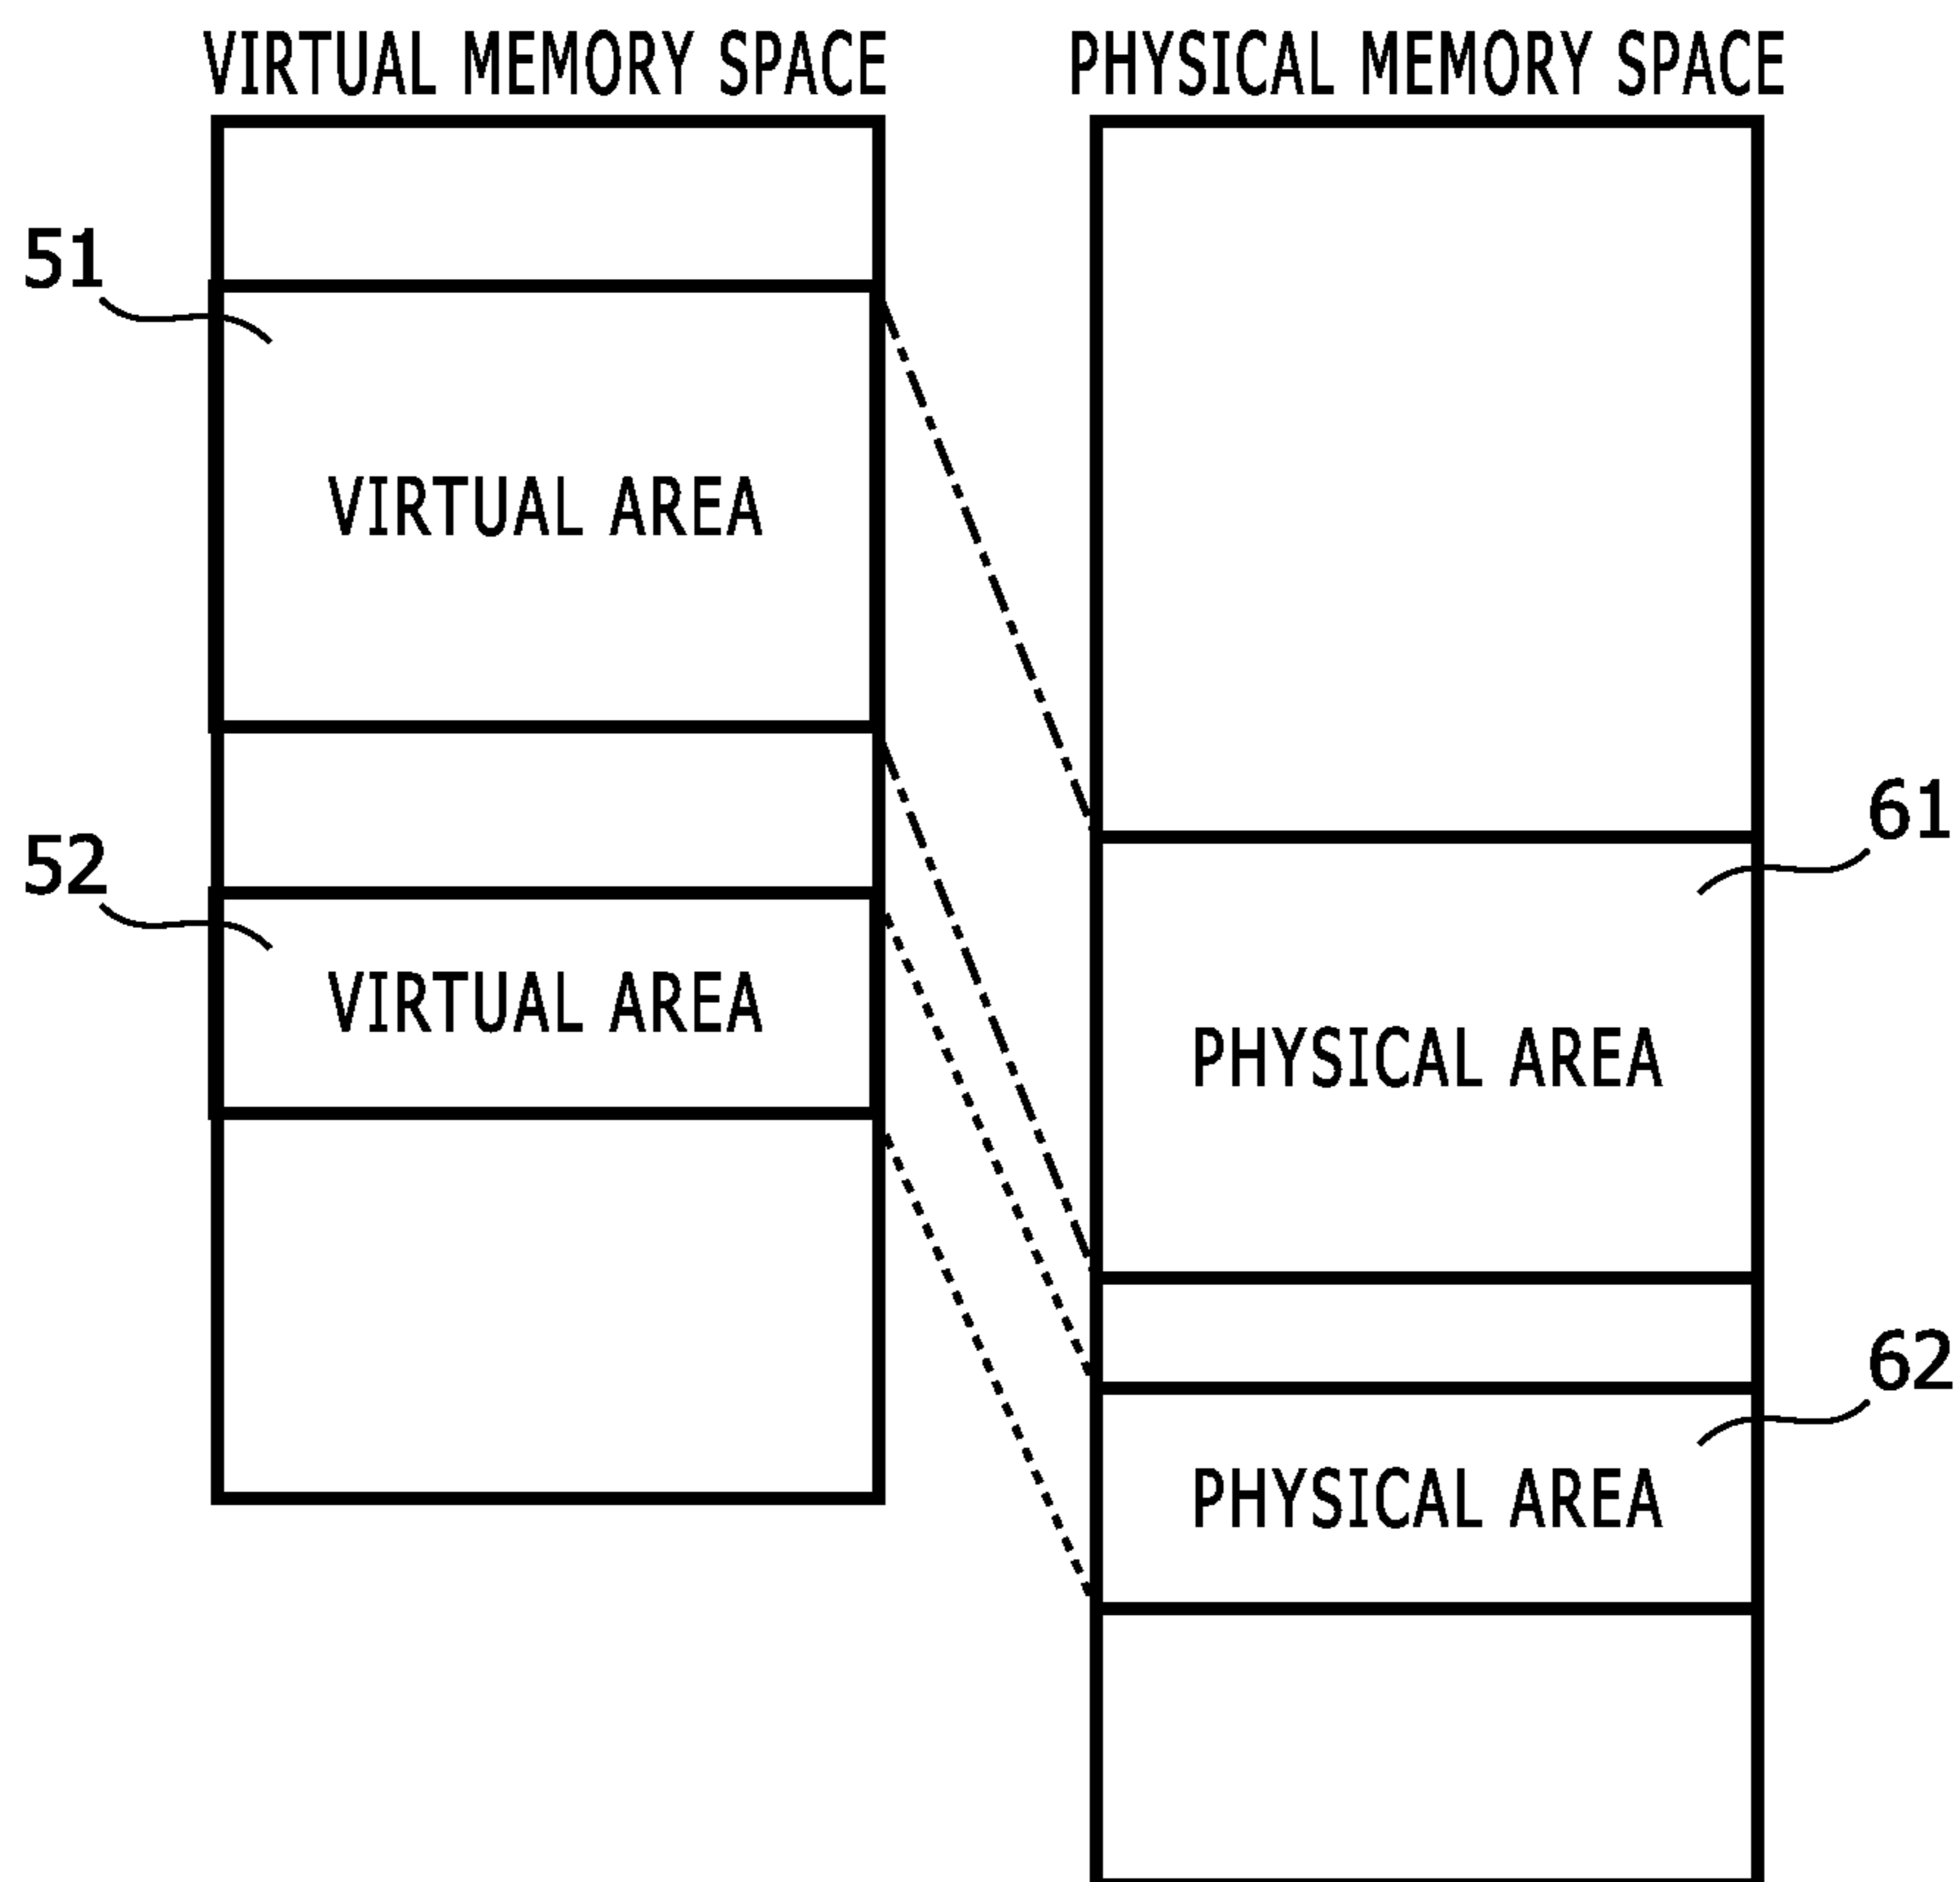 VIRTUAL MEMORY SPACE
PHYSICAL MEMORY SPACE
51
VIRTUAL AREA
52
VIRTUAL AREA
61
PHYSICAL AREA
62
PHYSICAL AREA